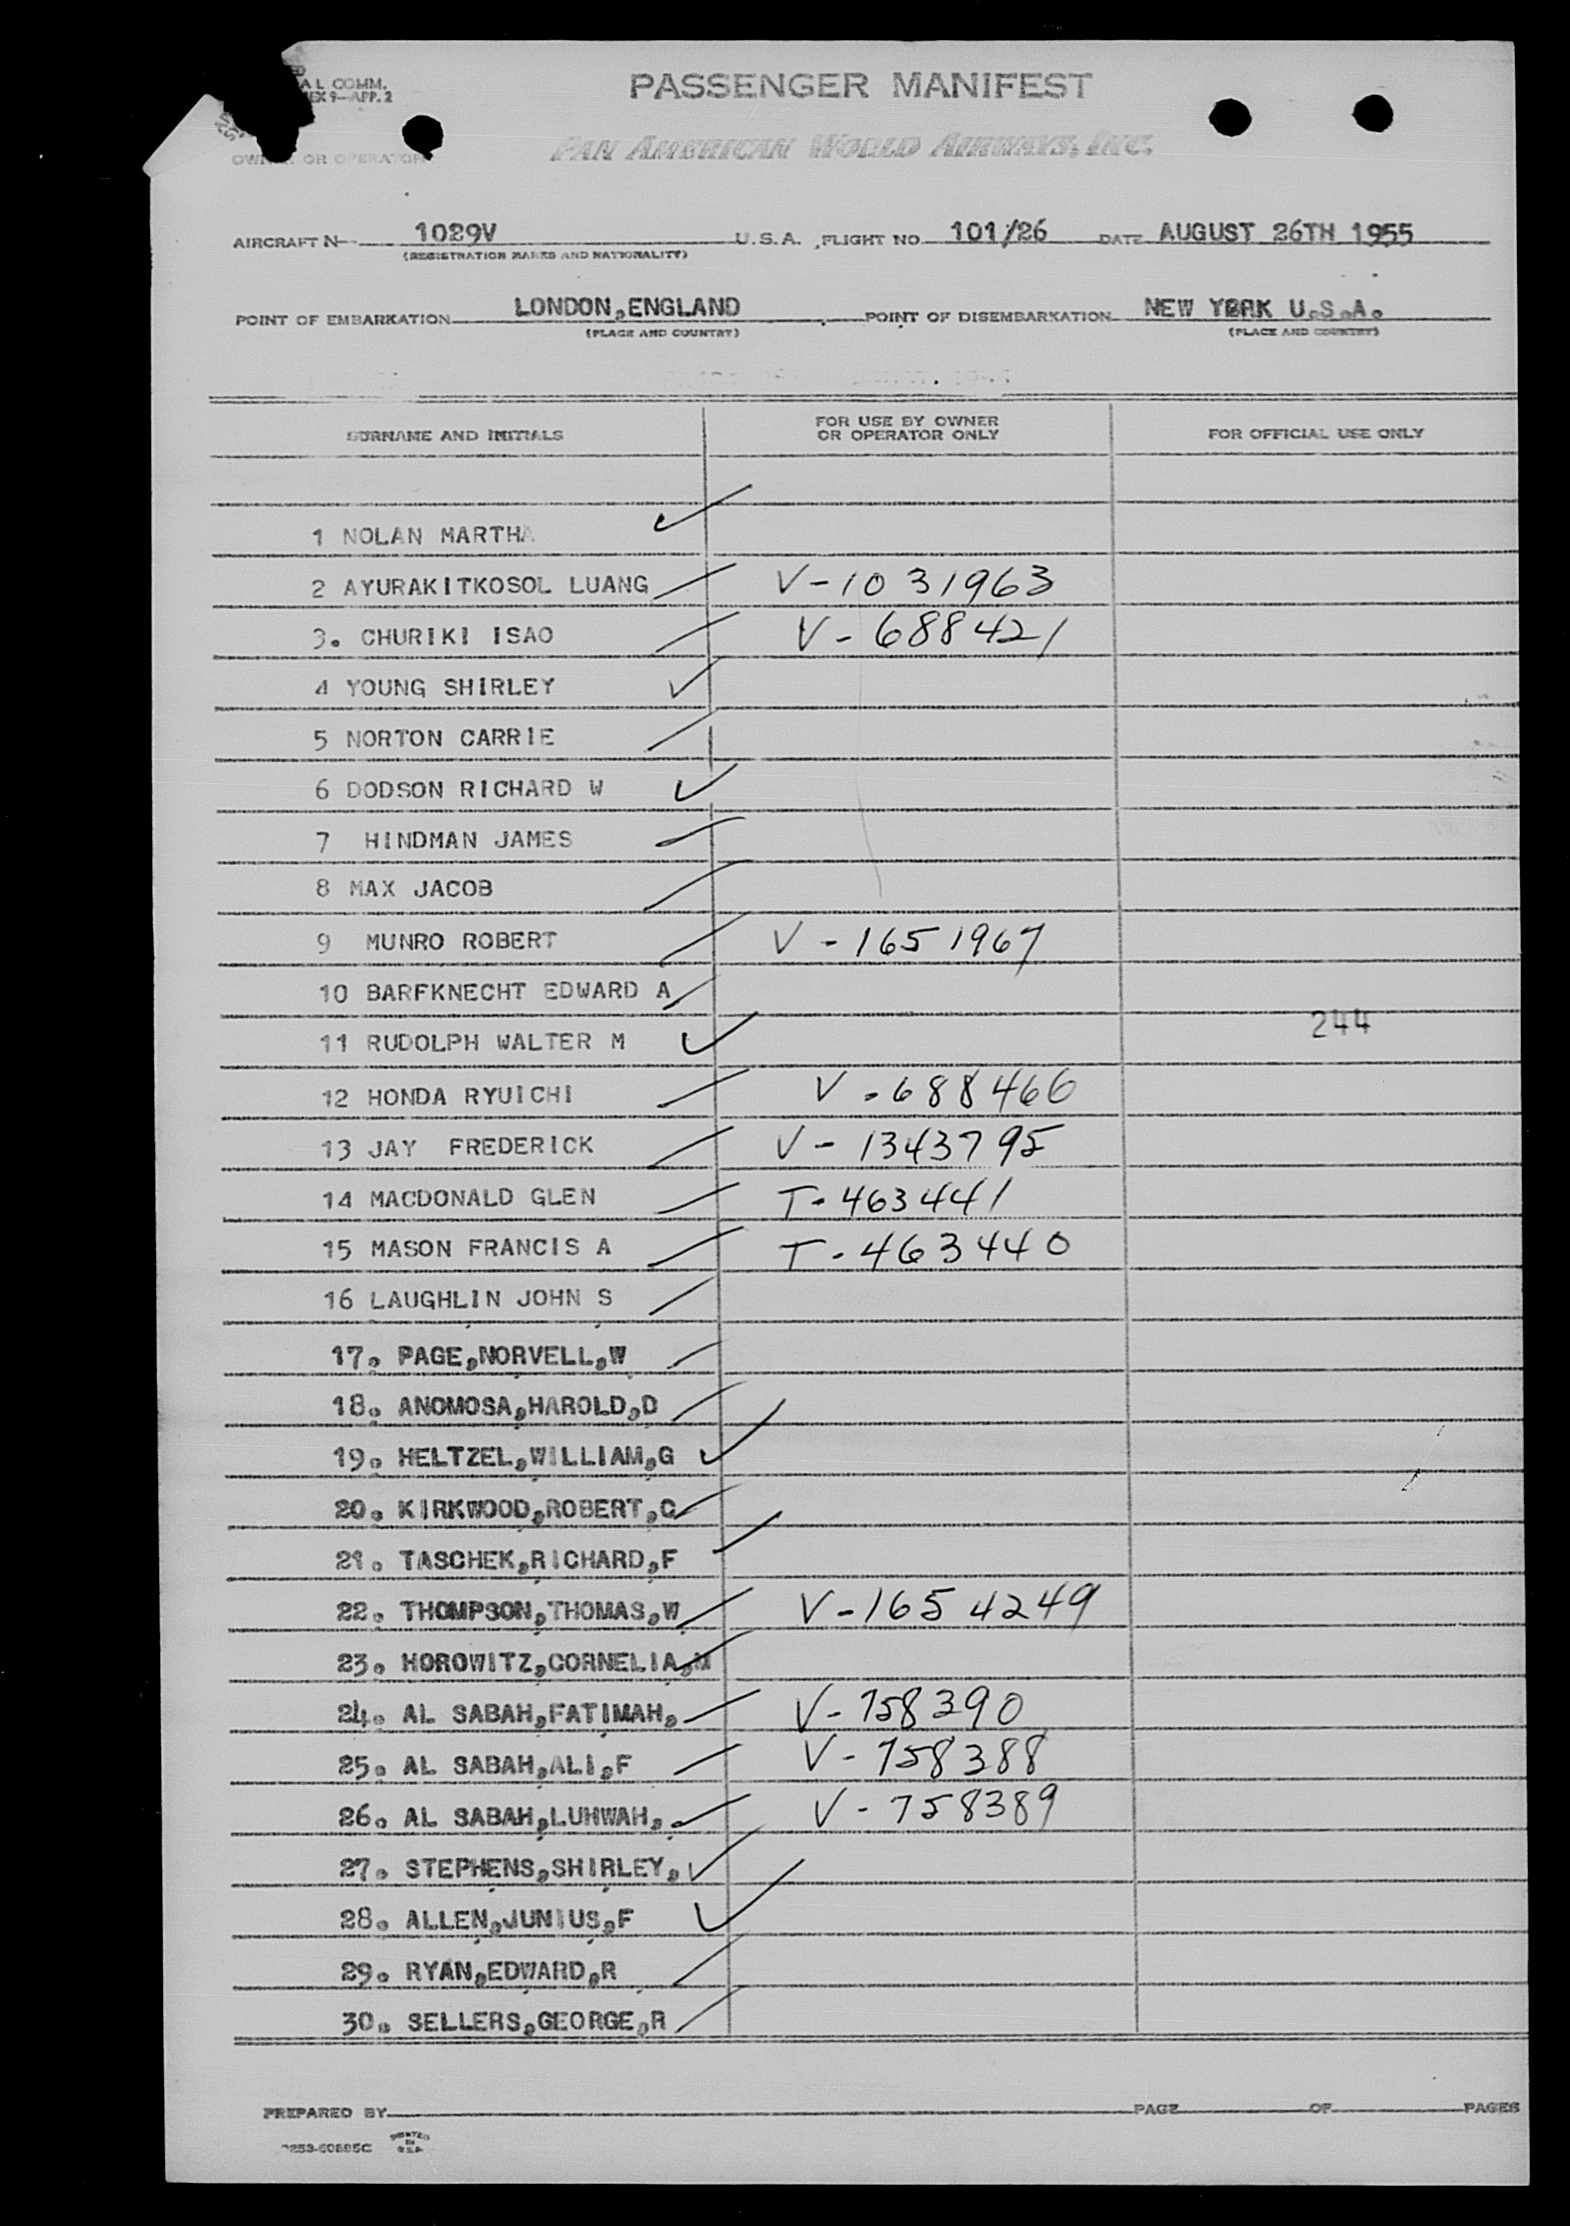 AL COMM.
EX 9—APP. 2
PASSENGER MANIFEST
OWNER OR OPERATOR
PAN AMERICAN WORLD AIRWAYS, INC.
AIRCRAFT N- 1029V U.S.A. FLIGHT NO 101/26 DATE AUGUST 26TH 1955
(REGISTRATION MARKS AND NATIONALITY)
POINT OF EMBARKATION LONDON,ENGLAND POINT OF DISEMBARKATION NEW YORK U.S.A.
(PLACE AND COUNTRY) (PLACE AND COUNTRY)
SURNAME AND INITIALS FOR USE BY OWNER OR OPERATOR ONLY FOR OFFICIAL USE ONLY
1 NOLAN MARTHA
2 AYURAKITKOSOL LUANG V-1031963
3. CHURIKI ISAO V-688421
4 YOUNG SHIRLEY
5 NORTON CARRIE
6 DODSON RICHARD W
7 HINDMAN JAMES
8 MAX JACOB
9 MUNRO ROBERT V-1651967
10 BARFKNECHT EDWARD A
11 RUDOLPH WALTER M 244
12 HONDA RYUICHI V-688466
13 JAY FREDERICK V-1343795
14 MACDONALD GLEN T-463441
15 MASON FRANCIS A T-463440
16 LAUGHLIN JOHN S
17. PAGE,NORVELL,W
18. ANOMOSA,HAROLD,D
19. HELTZEL,WILLIAM,G
20. KIRKWOOD,ROBERT,C
21. TASCHEK,RICHARD,F
22. THOMPSON,THOMAS,W V-1654249
23. HOROWITZ,CORNELIA,M
24. AL SABAH,FATIMAH, V-758390
25. AL SABAH,ALI,F V-758388
26. AL SABAH,LUHWAH, V-758389
27. STEPHENS,SHIRLEY,
28. ALLEN,JUNIUS,F
29. RYAN,EDWARD,R
30. SELLERS,GEORGE,R
PREPARED BY PAGE OF PAGES
PRINTED IN U.S.A.